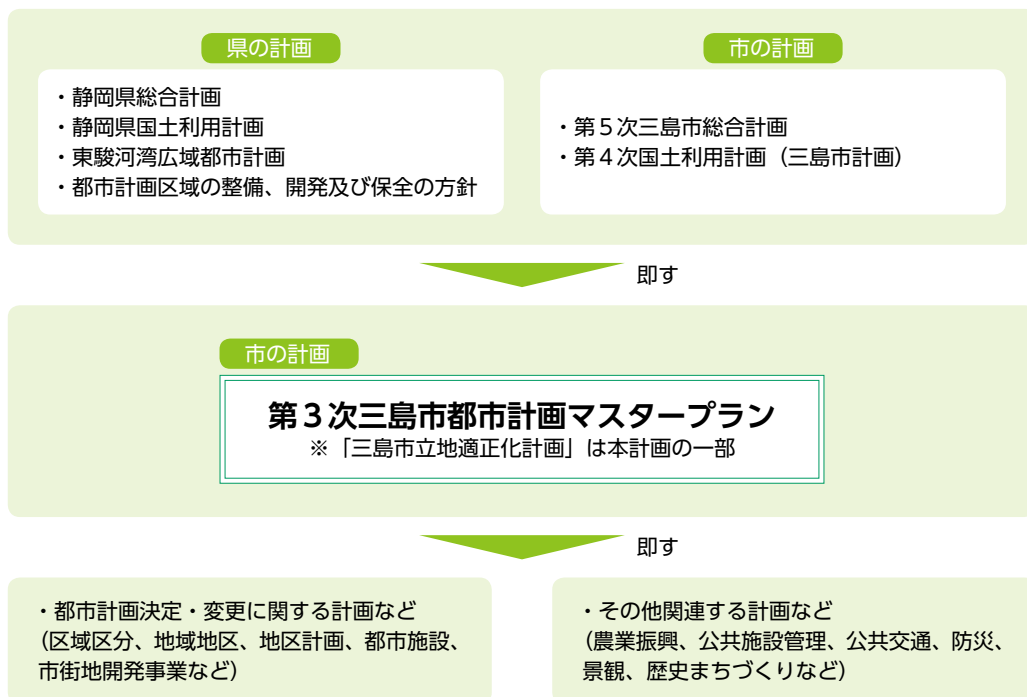 県の計画
・静岡県総合計画
・静岡県国土利用計画
・東駿河湾広域都市計画
・都市計画区域の整備、開発及び保全の方針
市の計画
・第５次三島市総合計画
・第４次国土利用計画（三島市計画）
即す
市の計画
第３次三島市都市計画マスタープラン
※「三島市立地適正化計画」は本計画の一部
即す
・都市計画決定・変更に関する計画など
（区域区分、地域地区、地区計画、都市施設、
市街地開発事業など）
・その他関連する計画など
（農業振興、公共施設管理、公共交通、防災、
景観、歴史まちづくりなど）